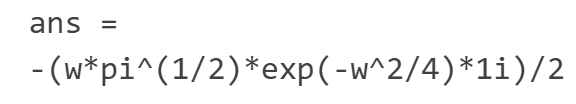 ans =
-(w*pi^(1/2)*exp(-w^2/4)*1i)/2